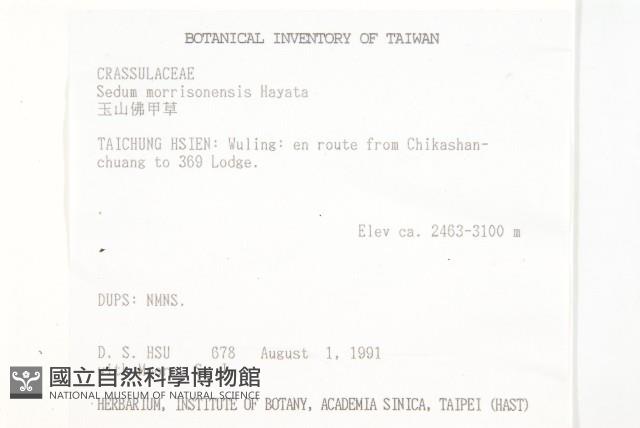 BOTANICAL INVENTORY OF TAIWAN
CRASSULACEAE
Sedum morrisonensis Hayata
玉山佛甲草
TAICHUNG HSIEN: Wuling: en route from Chikashan-
chuang to 369 Lodge.
Elev ca. 2463-3100 m
DUPS: NMNS.
D. S. HSU 678 August 1, 1991
with
國立自然科學博物館
NATIONAL MUSEUM OF NATURAL SCIENCE
HERBARIUM, INSTITUTE OF BOTANY, ACADEMIA SINICA, TAIPEI (HAST)